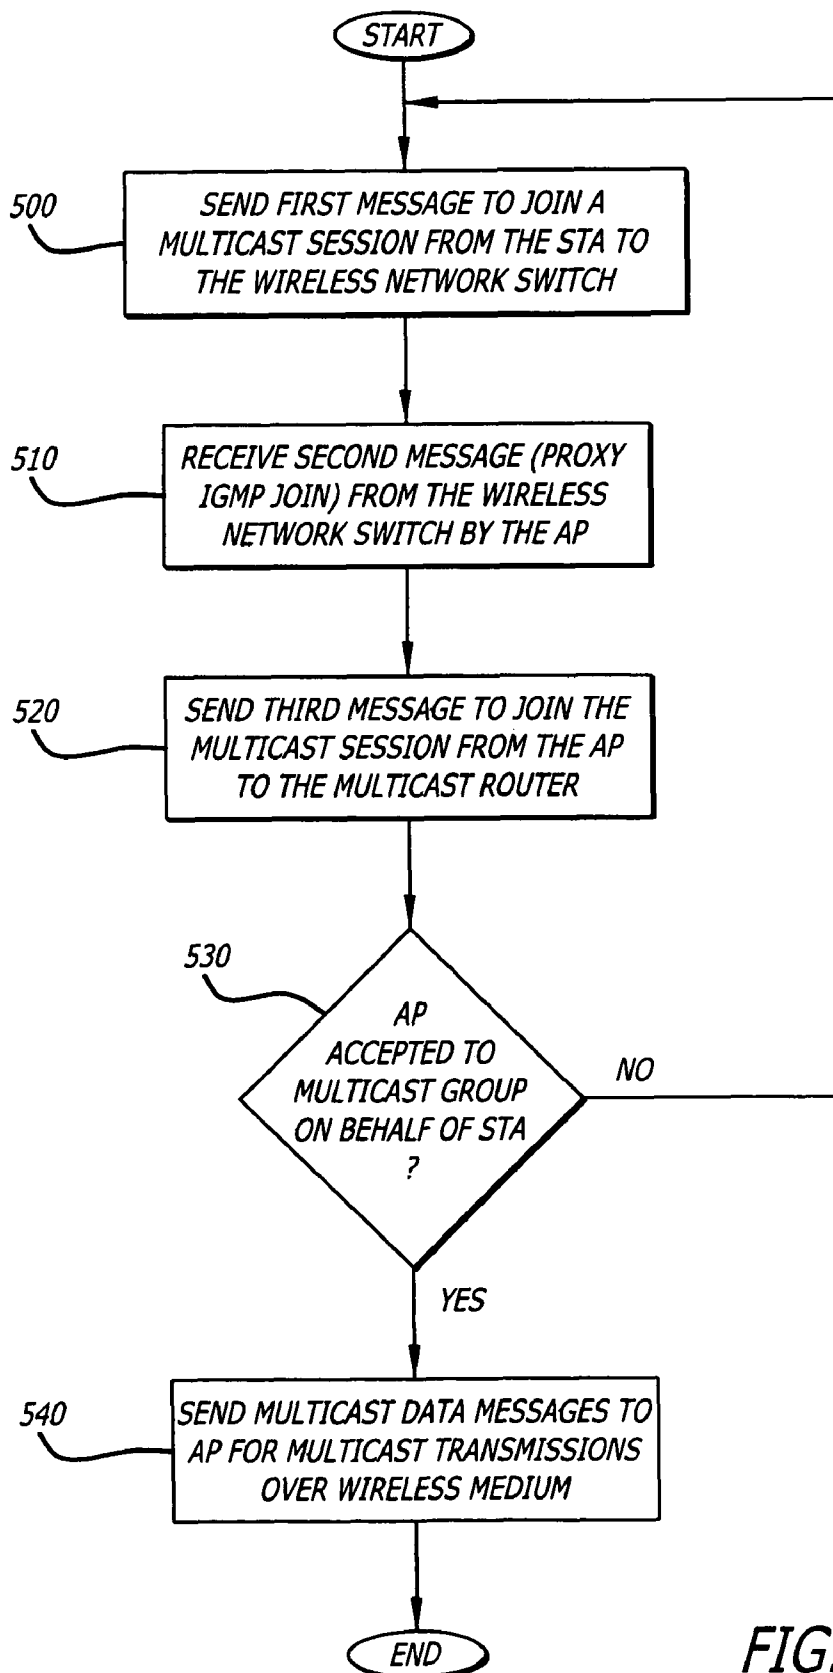 START
500
SEND FIRST MESSAGE TO JOIN A
MULTICAST SESSION FROM THE STA TO
THE WIRELESS NETWORK SWITCH
510
RECEIVE SECOND MESSAGE (PROXY
IGMP JOIN) FROM THE WIRELESS
NETWORK SWITCH BY THE AP
520
SEND THIRD MESSAGE TO JOIN THE
MULTICAST SESSION FROM THE AP
TO THE MULTICAST ROUTER
530
AP
ACCEPTED TO
MULTICAST GROUP
ON BEHALF OF STA
?
NO
YES
540
SEND MULTICAST DATA MESSAGES TO
AP FOR MULTICAST TRANSMISSIONS
OVER WIRELESS MEDIUM
END
FIG.